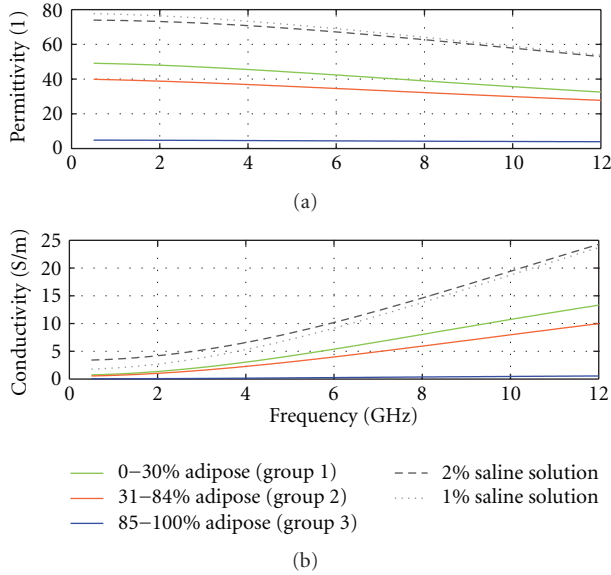 80
60
40
20
0
Permittivity (1)
0 2 4 6 8 10 12
(a)
25
20
15
10
5
0
Conductivity (S/m)
0 2 4 6 8 10 12
Frequency (GHz)
0–30% adipose (group 1)
31–84% adipose (group 2)
85–100% adipose (group 3)
2% saline solution
1% saline solution
(b)